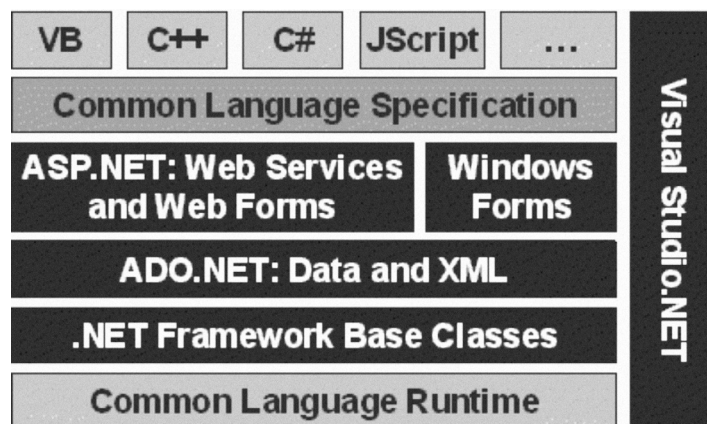 VB C++ C# JScript ...
Common Language Specification
ASP.NET: Web Services
and Web Forms
Windows
Forms
ADO.NET: Data and XML
.NET Framework Base Classes
Common Language Runtime
Visual Studio.NET